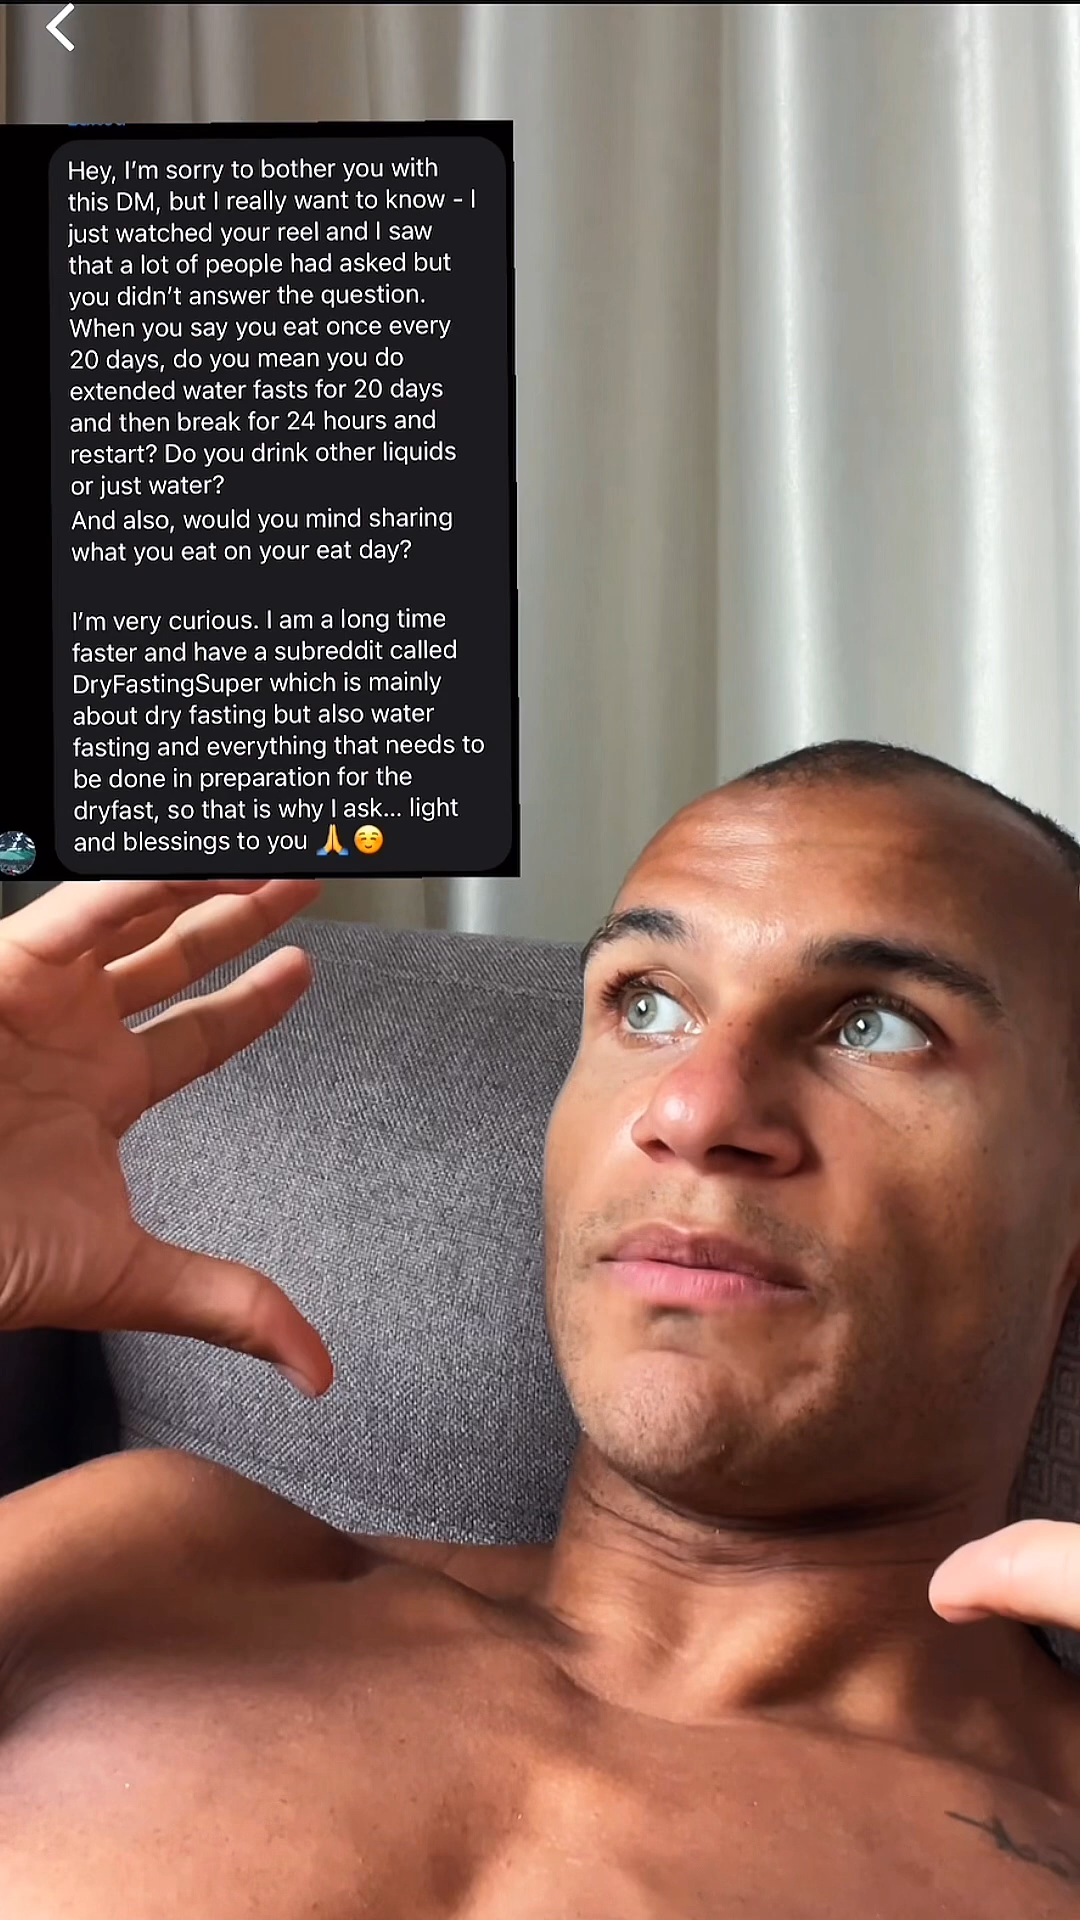 Hey, I'm sorry to bother you with
this DM, but I really want to know - I
just watched your reel and I saw
that a lot of people had asked but
you didn't answer the question.
When you say you eat once every
20 days, do you mean you do
extended water fasts for 20 days
and then break for 24 hours and
restart? Do you drink other liquids
or just water?
And also, would you mind sharing
what you eat on your eat day?
I'm very curious. I am a long time
faster and have a subreddit called
DryFastingSuper which is mainly
about dry fasting but also water
fasting and everything that needs to
be done in preparation for the
dryfast, so that is why I ask... light
and blessings to you 🙏☺️